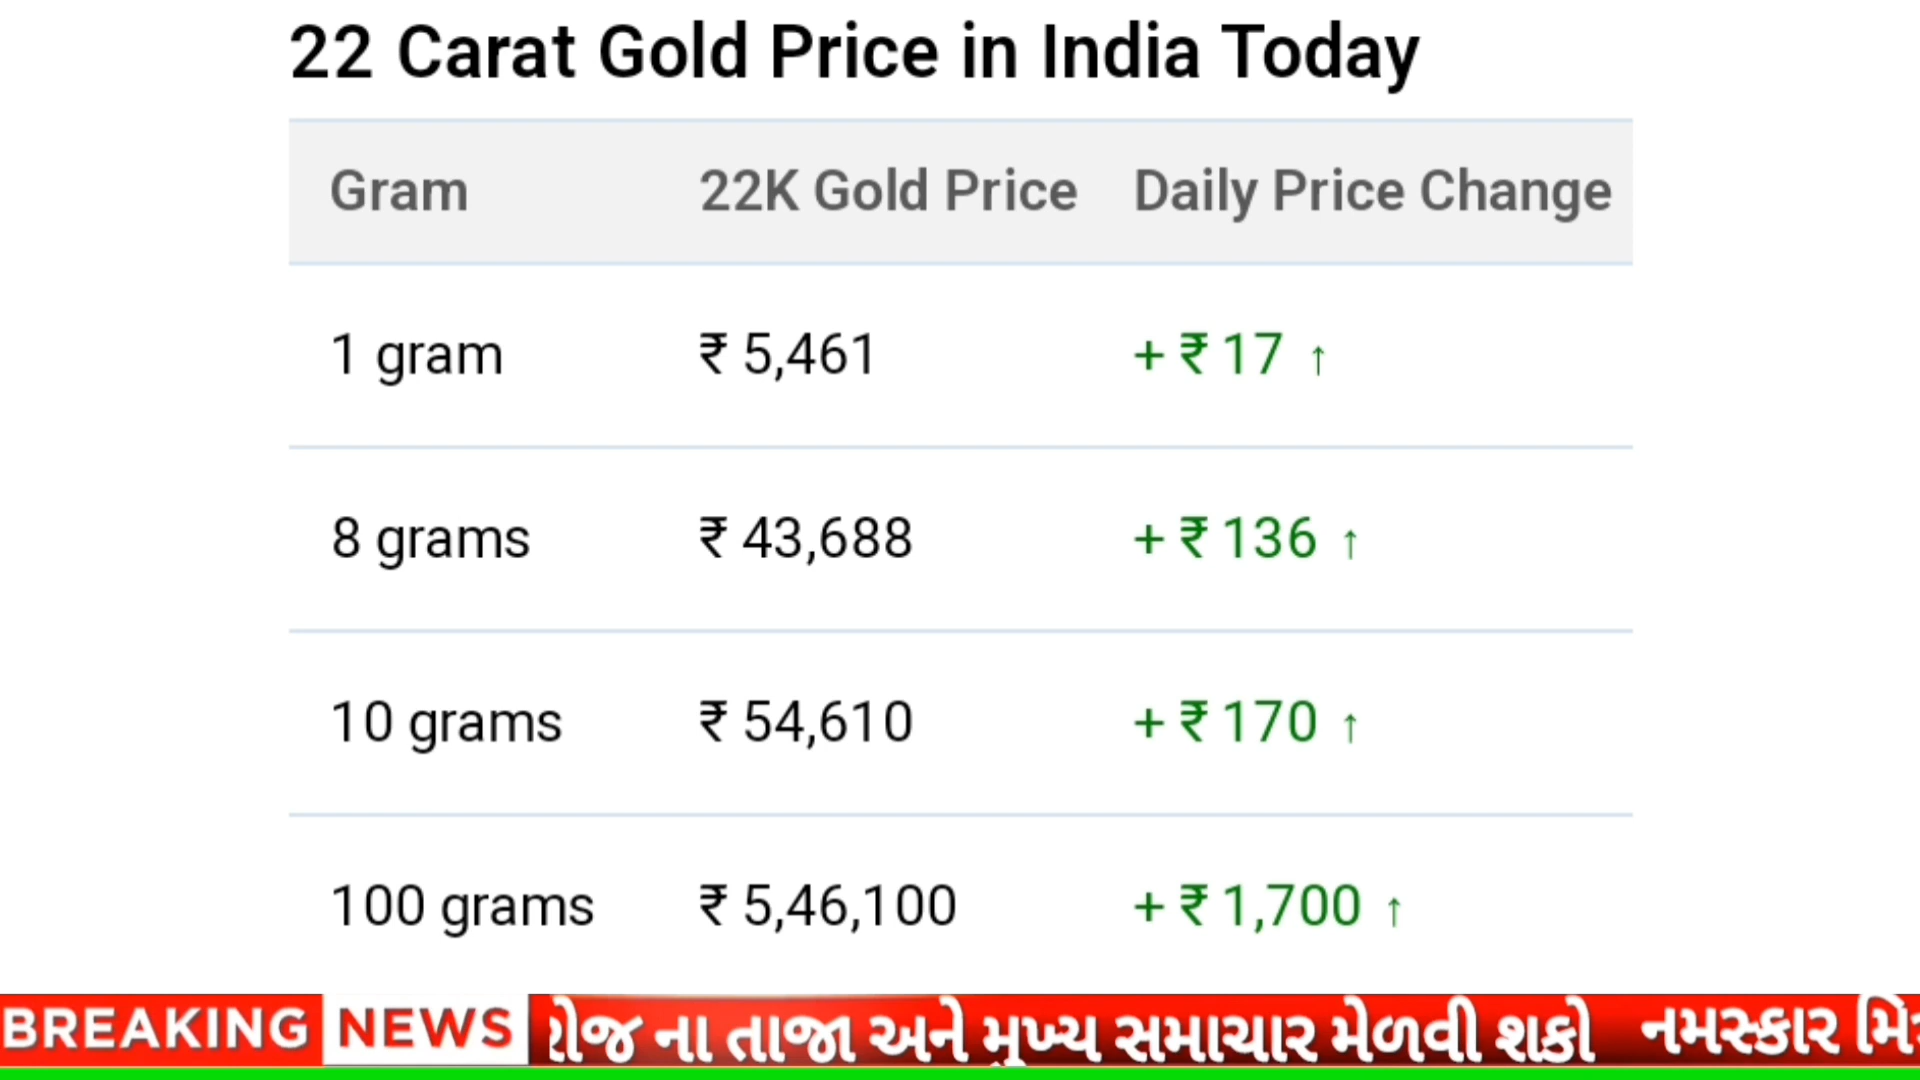 22 Carat Gold Price in India Today
Gram 22K Gold Price Daily Price Change
1 gram ₹ 5,461 + ₹ 17 ↑
8 grams ₹ 43,688 + ₹ 136 ↑
10 grams ₹ 54,610 + ₹ 170 ↑
100 grams ₹ 5,46,100 + ₹ 1,700 ↑
BREAKING NEWS રોજ ના તાજા અને મુખ્ય સમાચાર મેળવી શકો નમસ્કાર